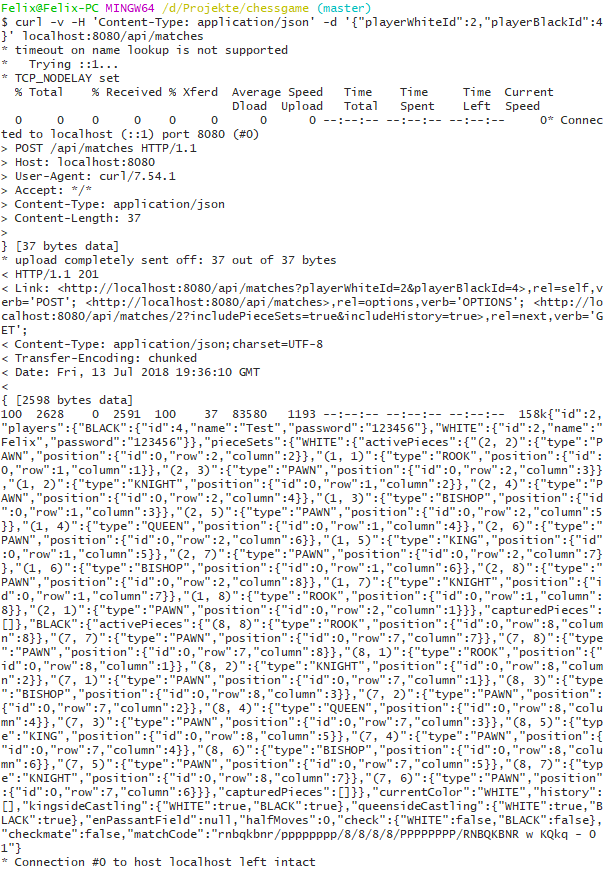 Felix@Felix-PC MINGW64 /d/Projekte/chessgame (master)
$ curl -v -H 'Content-Type: application/json' -d '{"playerWhiteId":2,"playerBlackId":4
}' localhost:8080/api/matches
* timeout on name lookup is not supported
*   Trying ::1...
* TCP_NODELAY set
  % Total    % Received % Xferd  Average Speed   Time    Time     Time  Current
                                 Dload  Upload   Total   Spent    Left  Speed
  0     0    0     0    0     0      0      0 --:--:-- --:--:-- --:--:--     0* Connec
ted to localhost (::1) port 8080 (#0)
> POST /api/matches HTTP/1.1
> Host: localhost:8080
> User-Agent: curl/7.54.1
> Accept: */*
> Content-Type: application/json
> Content-Length: 37
>
} [37 bytes data]
* upload completely sent off: 37 out of 37 bytes
< HTTP/1.1 201
< Link: <http://localhost:8080/api/matches?playerWhiteId=2&playerBlackId=4>,rel=self,v
erb='POST'; <http://localhost:8080/api/matches>,rel=options,verb='OPTIONS'; <http://lo
calhost:8080/api/matches/2?includePieceSets=true&includeHistory=true>,rel=next,verb='G
ET';
< Content-Type: application/json;charset=UTF-8
< Transfer-Encoding: chunked
< Date: Fri, 13 Jul 2018 19:36:10 GMT
<
{ [2598 bytes data]
100  2628    0  2591  100    37  83580   1193 --:--:-- --:--:-- --:--:--  158k{"id":2,
"players":{"BLACK":{"id":4,"name":"Test","password":"123456"},"WHITE":{"id":2,"name":"
Felix","password":"123456"}},"pieceSets":{"WHITE":{"activePieces":{"(2, 2)":{"type":"P
AWN","position":{"id":0,"row":2,"column":2}},"(1, 1)":{"type":"ROOK","position":{"id":
0,"row":1,"column":1}},"(2, 3)":{"type":"PAWN","position":{"id":0,"row":2,"column":3}}
,"(1, 2)":{"type":"KNIGHT","position":{"id":0,"row":1,"column":2}},"(2, 4)":{"type":"P
AWN","position":{"id":0,"row":2,"column":4}},"(1, 3)":{"type":"BISHOP","position":{"id
":0,"row":1,"column":3}},"(2, 5)":{"type":"PAWN","position":{"id":0,"row":2,"column":5
}},"(1, 4)":{"type":"QUEEN","position":{"id":0,"row":1,"column":4}},"(2, 6)":{"type":"
PAWN","position":{"id":0,"row":2,"column":6}},"(1, 5)":{"type":"KING","position":{"id"
:0,"row":1,"column":5}},"(2, 7)":{"type":"PAWN","position":{"id":0,"row":2,"column":7}
},"(1, 6)":{"type":"BISHOP","position":{"id":0,"row":1,"column":6}},"(2, 8)":{"type":"
PAWN","position":{"id":0,"row":2,"column":8}},"(1, 7)":{"type":"KNIGHT","position":{"i
d":0,"row":1,"column":7}},"(1, 8)":{"type":"ROOK","position":{"id":0,"row":1,"column":
8}},"(2, 1)":{"type":"PAWN","position":{"id":0,"row":2,"column":1}}},"capturedPieces":
[]},"BLACK":{"activePieces":{"(8, 8)":{"type":"ROOK","position":{"id":0,"row":8,"colum
n":8}},"(7, 7)":{"type":"PAWN","position":{"id":0,"row":7,"column":7}},"(7, 8)":{"type
":"PAWN","position":{"id":0,"row":7,"column":8}},"(8, 1)":{"type":"ROOK","position":{"
id":0,"row":8,"column":1}},"(8, 2)":{"type":"KNIGHT","position":{"id":0,"row":8,"colum
n":2}},"(7, 1)":{"type":"PAWN","position":{"id":0,"row":7,"column":1}},"(8, 3)":{"type
":"BISHOP","position":{"id":0,"row":8,"column":3}},"(7, 2)":{"type":"PAWN","position":
{"id":0,"row":7,"column":2}},"(8, 4)":{"type":"QUEEN","position":{"id":0,"row":8,"colu
mn":4}},"(7, 3)":{"type":"PAWN","position":{"id":0,"row":7,"column":3}},"(8, 5)":{"typ
e":"KING","position":{"id":0,"row":8,"column":5}},"(7, 4)":{"type":"PAWN","position":{
"id":0,"row":7,"column":4}},"(8, 6)":{"type":"BISHOP","position":{"id":0,"row":8,"colu
mn":6}},"(7, 5)":{"type":"PAWN","position":{"id":0,"row":7,"column":5}},"(8, 7)":{"typ
e":"KNIGHT","position":{"id":0,"row":8,"column":7}},"(7, 6)":{"type":"PAWN","position"
:{"id":0,"row":7,"column":6}}},"capturedPieces":[]}},"currentColor":"WHITE","history":
[],"kingsideCastling":{"WHITE":true,"BLACK":true},"queensideCastling":{"WHITE":true,"B
LACK":true},"enPassantField":null,"halfMoves":0,"check":{"WHITE":false,"BLACK":false},
"checkmate":false,"matchCode":"rnbqkbnr/pppppppp/8/8/8/8/PPPPPPPP/RNBQKBNR w KQkq - 0
1"}
* Connection #0 to host localhost left intact